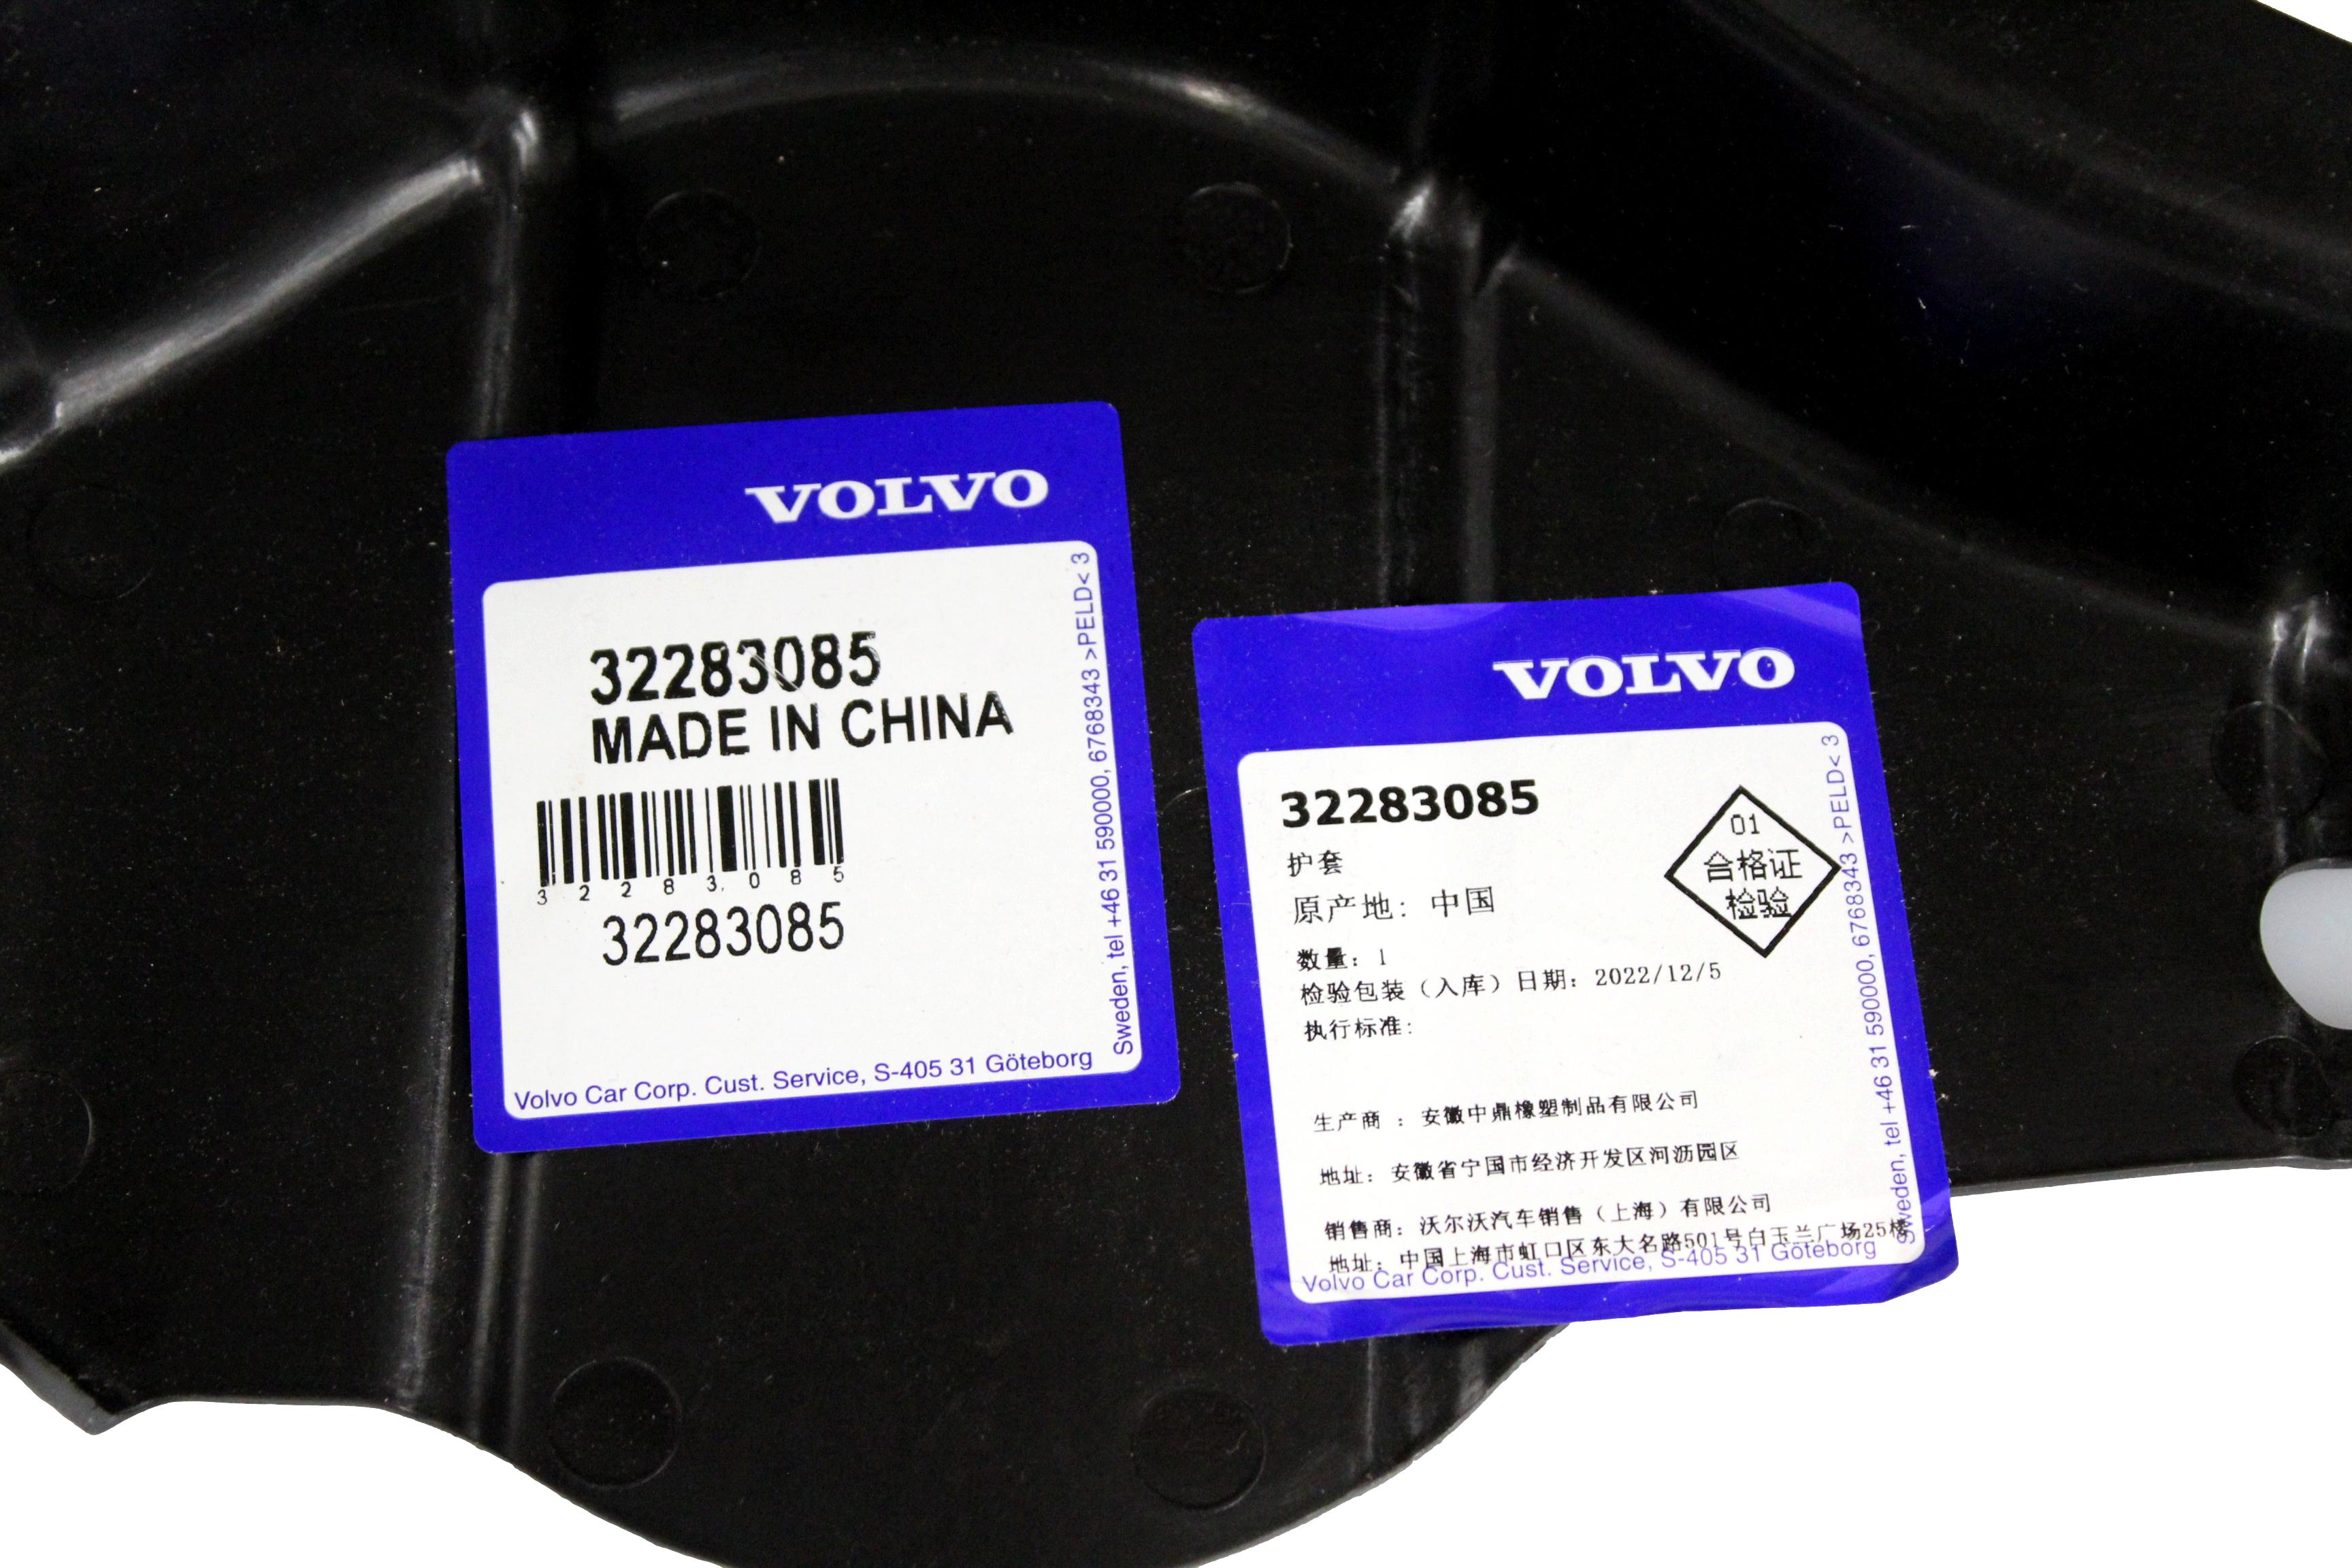 VOLVO
32283085
MADE IN CHINA
3 2 2 8 3 0 8 5
32283085
Volvo Car Corp. Cust. Service, S-405 31 Göteborg
Sweden, tel +46 31 590000, 6768343 >PELD< 3
VOLVO
32283085
护套
原产地: 中国
数量: 1
检验包装（入库）日期: 2022/12/5
执行标准:
01
合格证
检验
生产商 : 安徽中鼎橡塑制品有限公司
地址: 安徽省宁国市经济开发区河沥园区
销售商: 沃尔沃汽车销售（上海）有限公司
地址: 中国上海市虹口区东大名路501号白玉兰广场25楼
Volvo Car Corp. Cust. Service, S-405 31 Göteborg
Sweden, tel +46 31 590000, 6768343 >PELD< 3